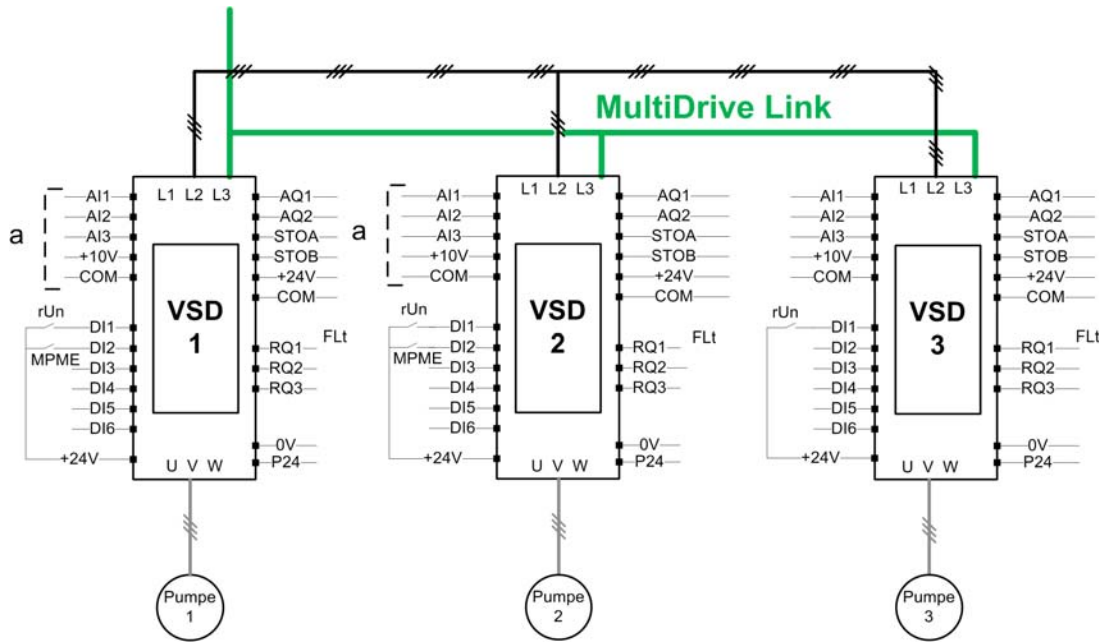 MultiDrive Link
L1 L2 L3
AI1
AI2
AI3
+10V
COM
a
AQ1
AQ2
STOA
STOB
+24V
COM
VSD
1
rUn
MPME
DI1
DI2
DI3
DI4
DI5
DI6
+24V
FLt
RQ1
RQ2
RQ3
0V
P24
U V W
Pumpe
1
L1 L2 L3
AI1
AI2
AI3
+10V
COM
a
AQ1
AQ2
STOA
STOB
+24V
COM
VSD
2
rUn
MPME
DI1
DI2
DI3
DI4
DI5
DI6
+24V
FLt
RQ1
RQ2
RQ3
0V
P24
U V W
Pumpe
2
L1 L2 L3
AI1
AI2
AI3
+10V
COM
AQ1
AQ2
STOA
STOB
+24V
COM
VSD
3
rUn
DI1
DI2
DI3
DI4
DI5
DI6
+24V
FLt
RQ1
RQ2
RQ3
0V
P24
U V W
Pumpe
3